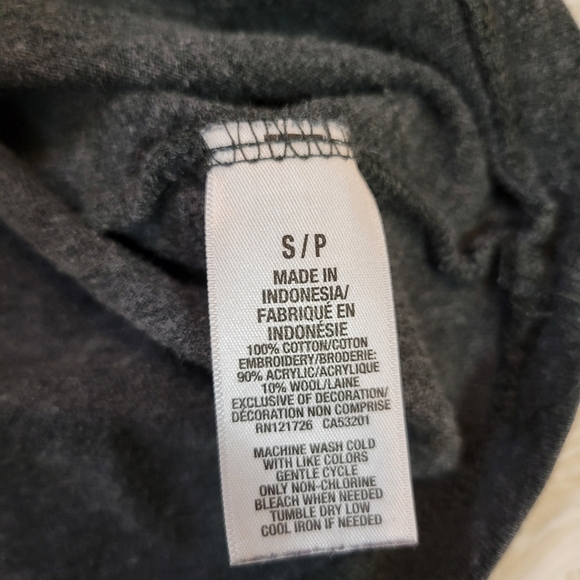 S/P
MADE IN
INDONESIA/
FABRIQUÉ EN
INDONÉSIE
100% COTTON/COTON
EMBROIDERY/BRODERIE:
90% ACRYLIC/ACRYLIQUE
10% WOOL/LAINE
EXCLUSIVE OF DECORATION/
DÉCORATION NON COMPRISE
RN121726 CA53201
MACHINE WASH COLD
WITH LIKE COLORS
GENTLE CYCLE
ONLY NON-CHLORINE
BLEACH WHEN NEEDED
TUMBLE DRY LOW
COOL IRON IF NEEDED